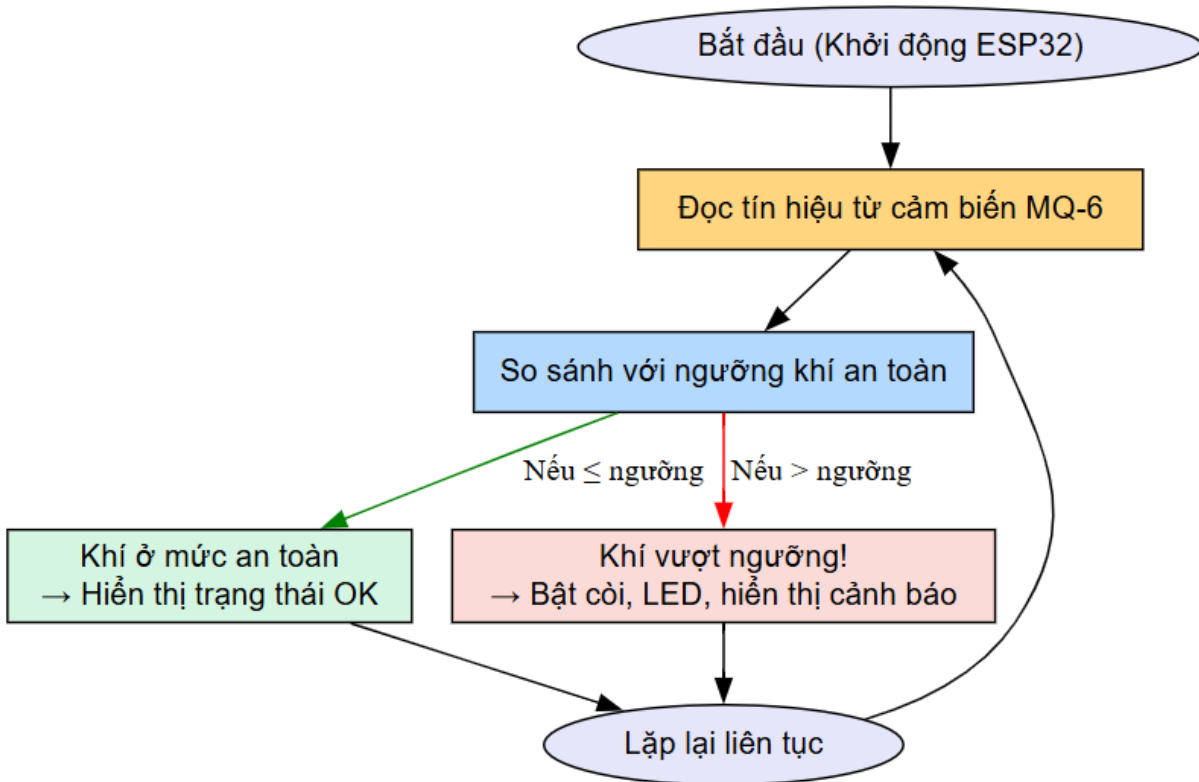 Bắt đầu (Khởi động ESP32)
Đọc tín hiệu từ cảm biến MQ-6
So sánh với ngưỡng khí an toàn
Nếu ≤ ngưỡng
Nếu > ngưỡng
Khí ở mức an toàn
→ Hiển thị trạng thái OK
Khí vượt ngưỡng!
→ Bật còi, LED, hiển thị cảnh báo
Lặp lại liên tục